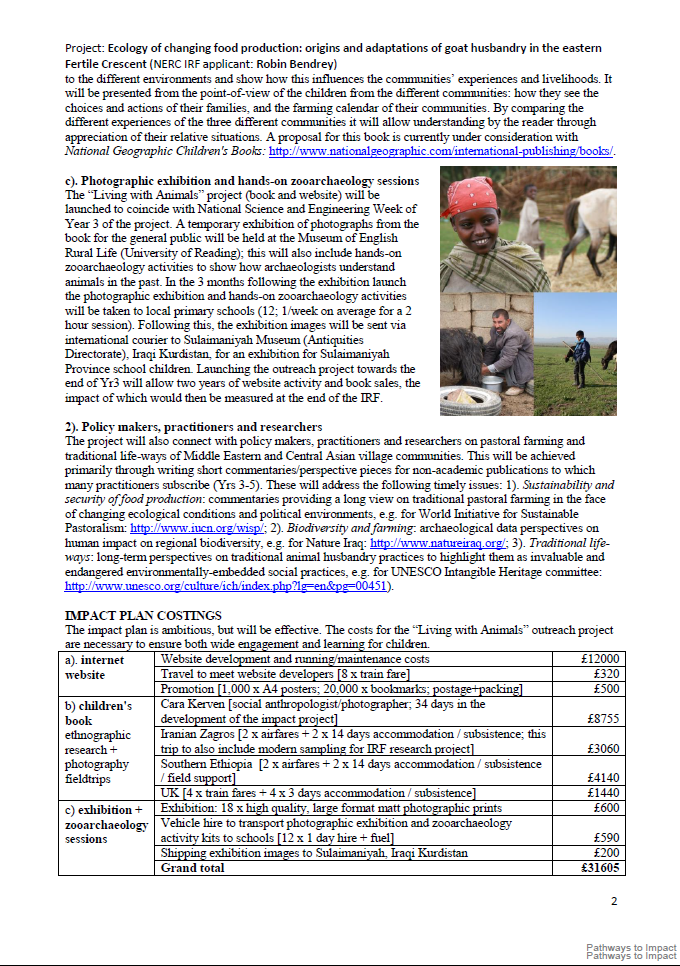 Project: Ecology of changing food production: origins and adaptations of goat husbandry in the eastern
Fertile Crescent (NERC IRF applicant: Robin Bendrey)
to the different environments and show how this influences the communities' experiences and livelihoods. It
will be presented from the point-of-view of the children from the different communities: how they see the
choices and actions of their families, and the farming calendar of their communities. By comparing the
different experiences of the three different communities it will allow understanding by the reader through
appreciation of their relative situations. A proposal for this book is currently under consideration with
National Geographic Children's Books: http://www.nationalgeographic.com/international-publishing/books/.
c). Photographic exhibition and hands-on zooarchaeology sessions
The "Living with Animals" project (book and website) will be
launched to coincide with National Science and Engineering Week of
Year 3 of the project. A temporary exhibition of photographs from the
book for the general public will be held at the Museum of English
Rural Life (University of Reading); this will also include hands-on
zooarchaeology activities to show how archaeologists understand
animals in the past. In the 3 months following the exhibition launch
the photographic exhibition and hands-on zooarchaeology activities
will be taken to local primary schools (12; 1/week on average for a 2
hour session). Following this, the exhibition images will be sent via
international courier to Sulaimaniyah Museum (Antiquities
Directorate), Iraqi Kurdistan, for an exhibition for Sulaimaniyah
Province school children. Launching the outreach project towards the
end of Yr3 will allow two years of website activity and book sales, the
impact of which would then be measured at the end of the IRF.
2). Policy makers, practitioners and researchers
The project will also connect with policy makers, practitioners and researchers on pastoral farming and
traditional life-ways of Middle Eastern and Central Asian village communities. This will be achieved
primarily through writing short commentaries/perspective pieces for non-academic publications to which
many practitioners subscribe (Yrs 3-5). These will address the following timely issues: 1). Sustainability and
security of food production: commentaries providing a long view on traditional pastoral farming in the face
of changing ecological conditions and political environments, e.g. for World Initiative for Sustainable
Pastoralism: http://www.iucn.org/wisp/; 2). Biodiversity and farming: archaeological data perspectives on
human impact on regional biodiversity, e.g. for Nature Iraq: http://www.natureiraq.org/; 3). Traditional life-
ways: long-term perspectives on traditional animal husbandry practices to highlight them as invaluable and
endangered environmentally-embedded social practices, e.g. for UNESCO Intangible Heritage committee:
http://www.unesco.org/culture/ich/index.php?lg=en&pg=00451).
IMPACT PLAN COSTINGS
The impact plan is ambitious, but will be effective. The costs for the "Living with Animals" outreach project
are necessary to ensure both wide engagement and learning for children.
a). internet
website
Website development and running/maintenance costs £12000
Travel to meet website developers [8 x train fare] £320
Promotion [1,000 x A4 posters; 20,000 x bookmarks; postage+packing] £500
b) children's
book
ethnographic
research +
photography
fieldtrips
Cara Kerven [social anthropologist/photographer; 34 days in the
development of the impact project] £8755
Iranian Zagros [2 x airfares + 2 x 14 days accommodation / subsistence; this
trip to also include modern sampling for IRF research project] £3060
Southern Ethiopia [2 x airfares + 2 x 14 days accommodation / subsistence
/ field support] £4140
UK [4 x train fares + 4 x 3 days accommodation / subsistence] £1440
c) exhibition +
zooarchaeology
sessions
Exhibition: 18 x high quality, large format matt photographic prints £600
Vehicle hire to transport photographic exhibition and zooarchaeology
activity kits to schools [12 x 1 day hire + fuel] £590
Shipping exhibition images to Sulaimaniyah, Iraqi Kurdistan £200
Grand total £31605
2
Pathways to Impact
Pathways to Impact